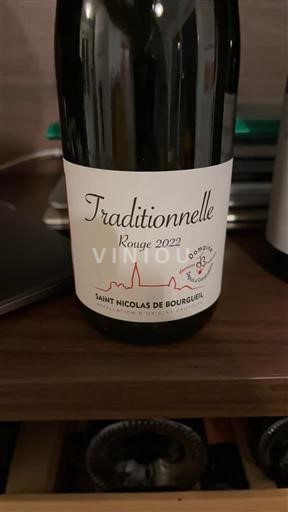 Traditionnelle
Rouge 2022
VINIOU
Domaine
SAINT NICOLAS DE BOURGUEIL
APPELLATION D'ORIGINE PROTÉGÉE